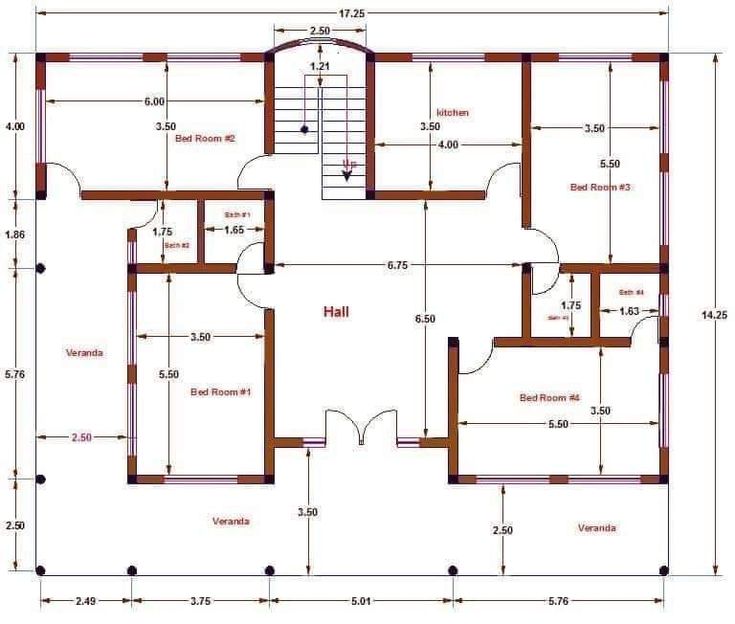 17.25
2.50
1.21
6.00
3.50
Bed Room #2
4.00
Up
kitchen
3.50
4.00
3.50
5.50
Bed Room #3
1.86
1.75
Bath #2
Bath #1
1.65
6.75
Hall
6.50
1.75
Bath #4
1.63
14.25
Veranda
3.50
5.50
Bed Room #1
5.76
2.50
Bed Room #4
3.50
5.50
2.50
Veranda
3.50
2.50
Veranda
2.49
3.75
5.01
5.76